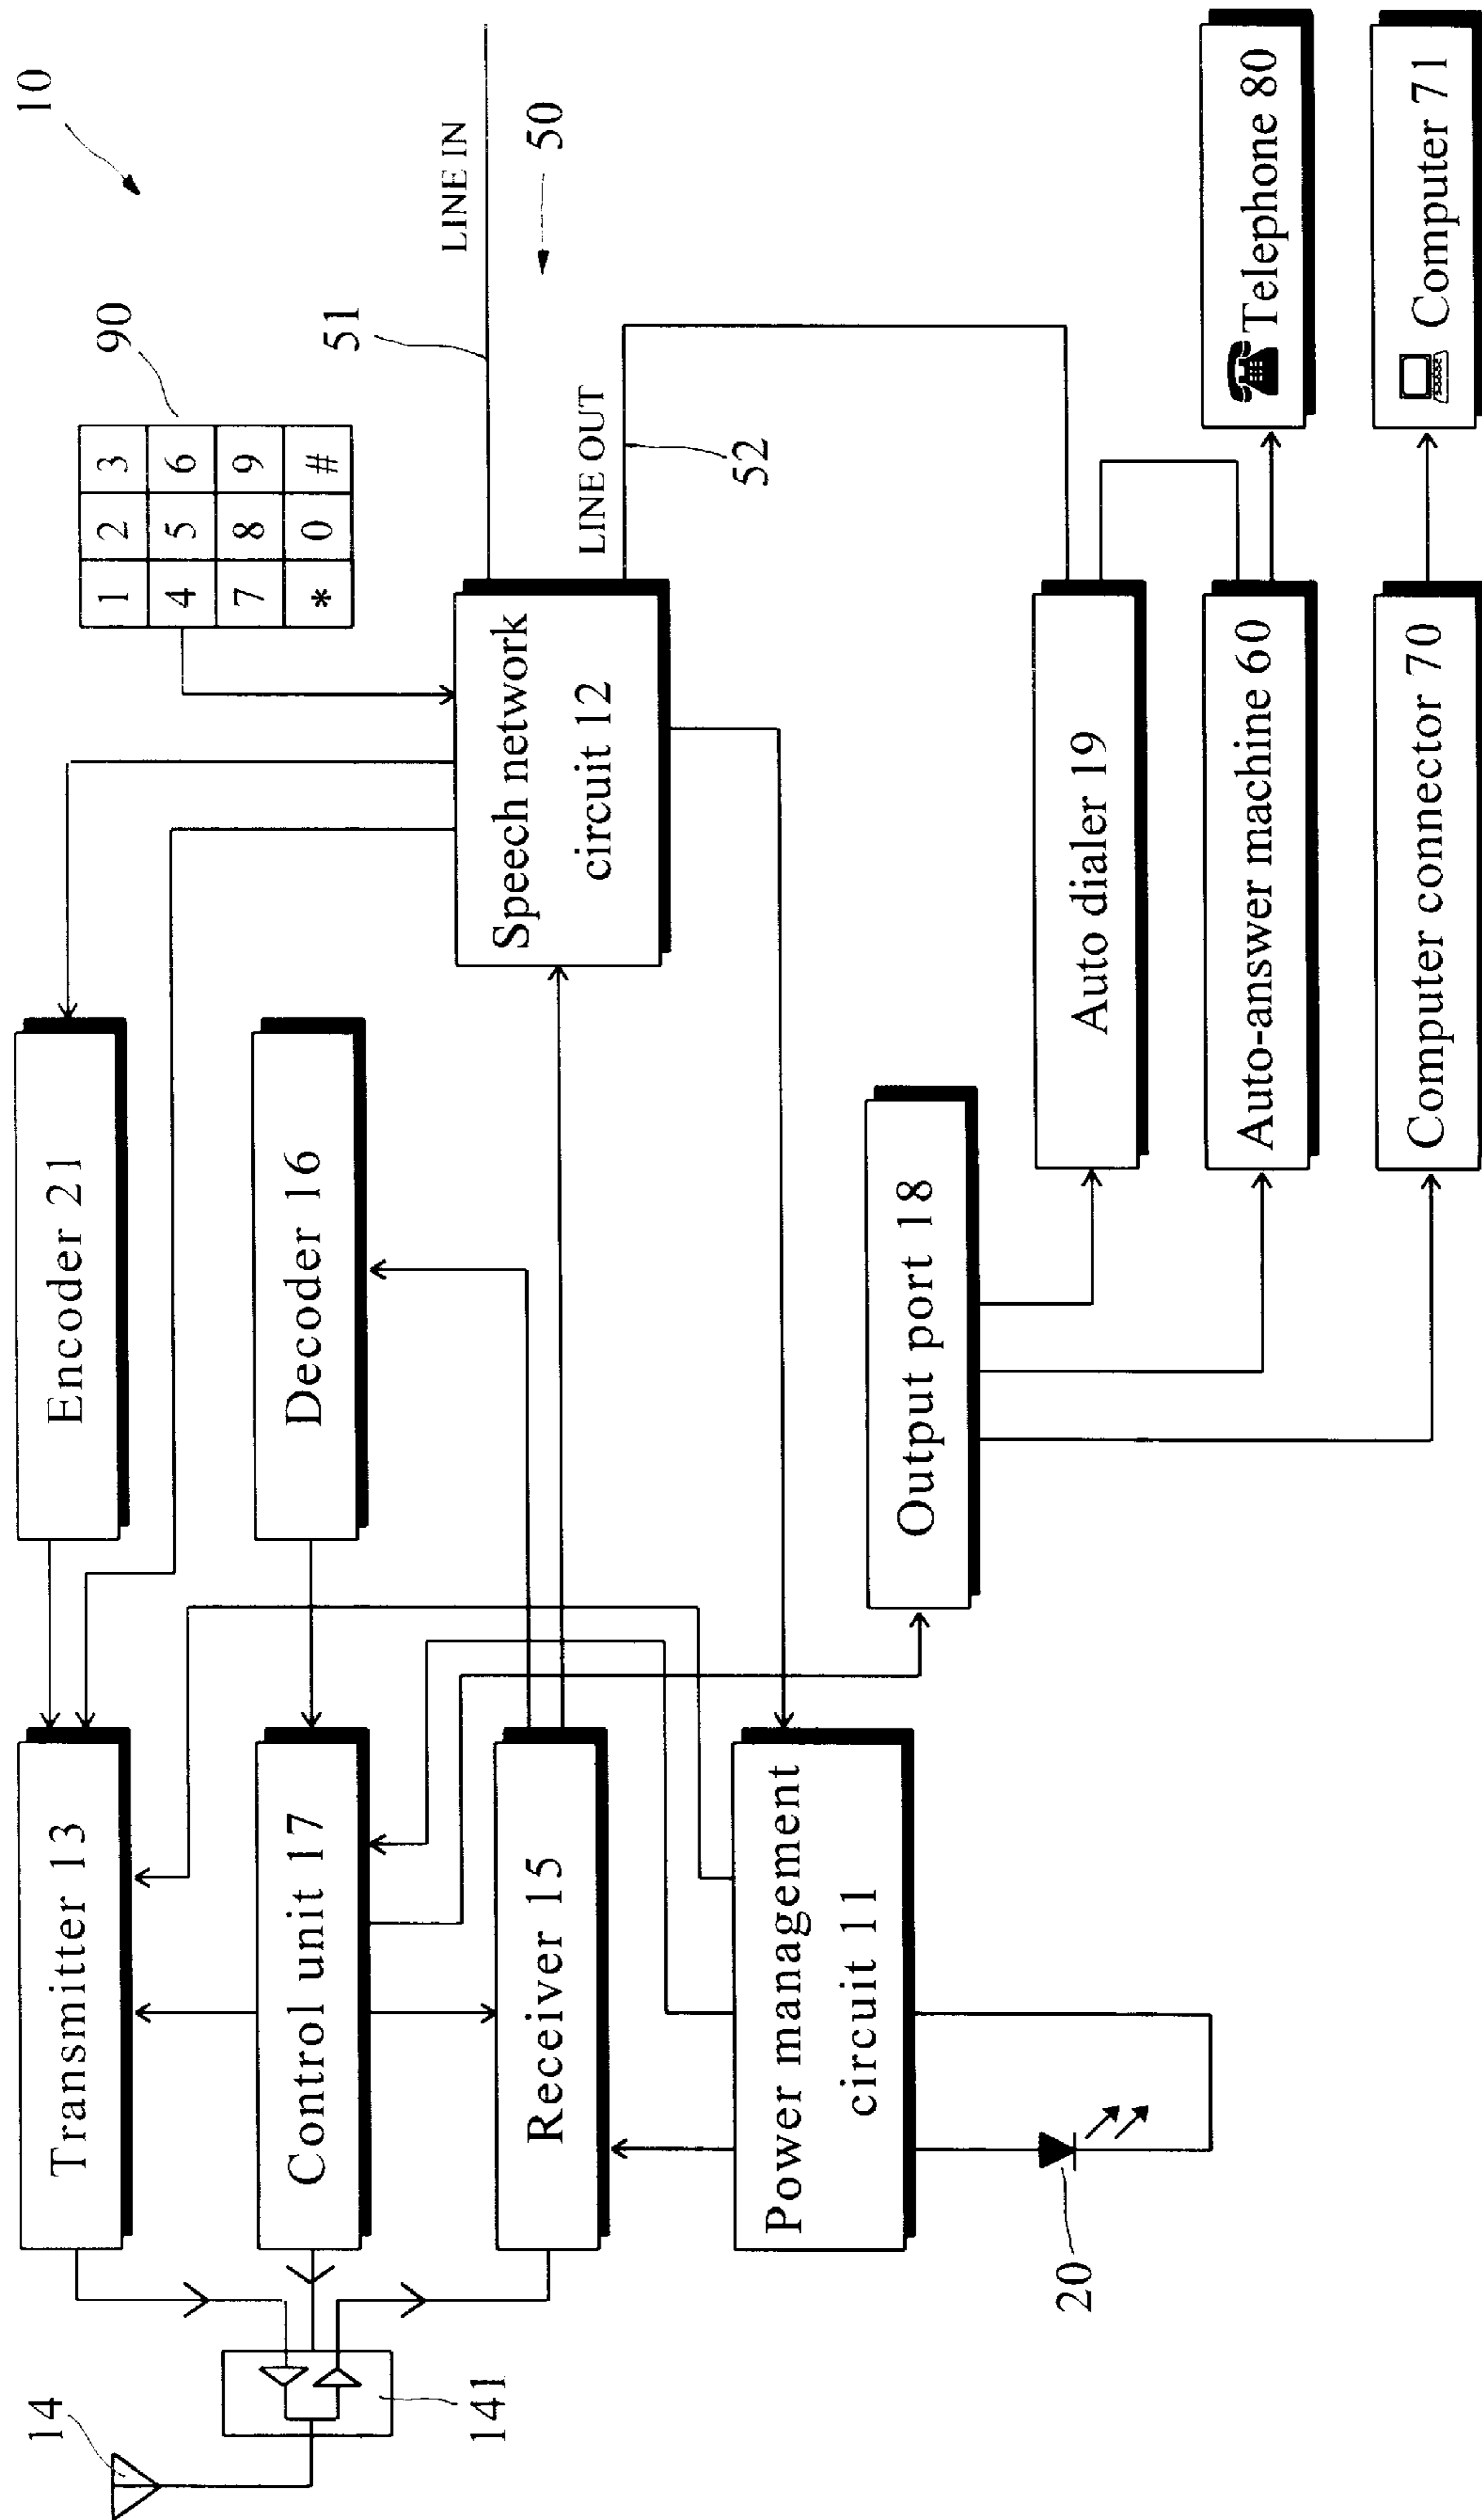 10
14
Transmitter 13
Encoder 21
1 2 3
4 5 6
7 8 9
* 0 #
90
141
Control unit 17
Decoder 16
51
LINE IN
Receiver 15
Speech network
circuit 12
LINE OUT
50
52
Power management
circuit 11
Output port 18
20
Auto dialer 19
Auto-answer machine 60
Telephone 80
Computer connector 70
Computer 71